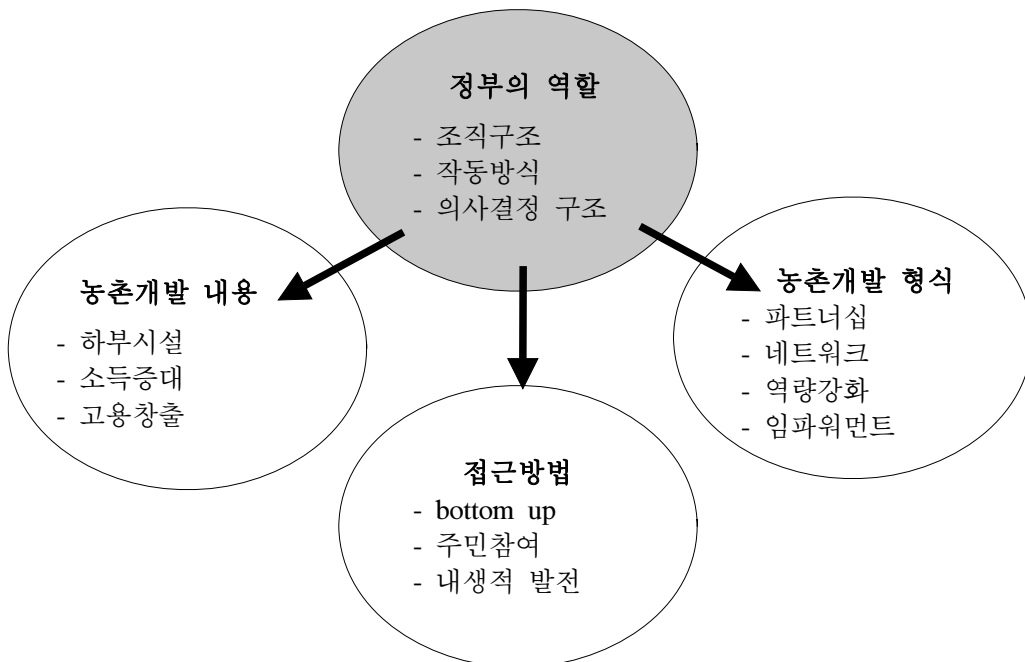 정부의 역할
- 조직구조
- 작동방식
- 의사결정 구조
농촌개발 내용
- 하부시설
- 소득증대
- 고용창출
농촌개발 형식
- 파트너십
- 네트워크
- 역량강화
- 임파워먼트
접근방법
- bottom up
- 주민참여
- 내생적 발전